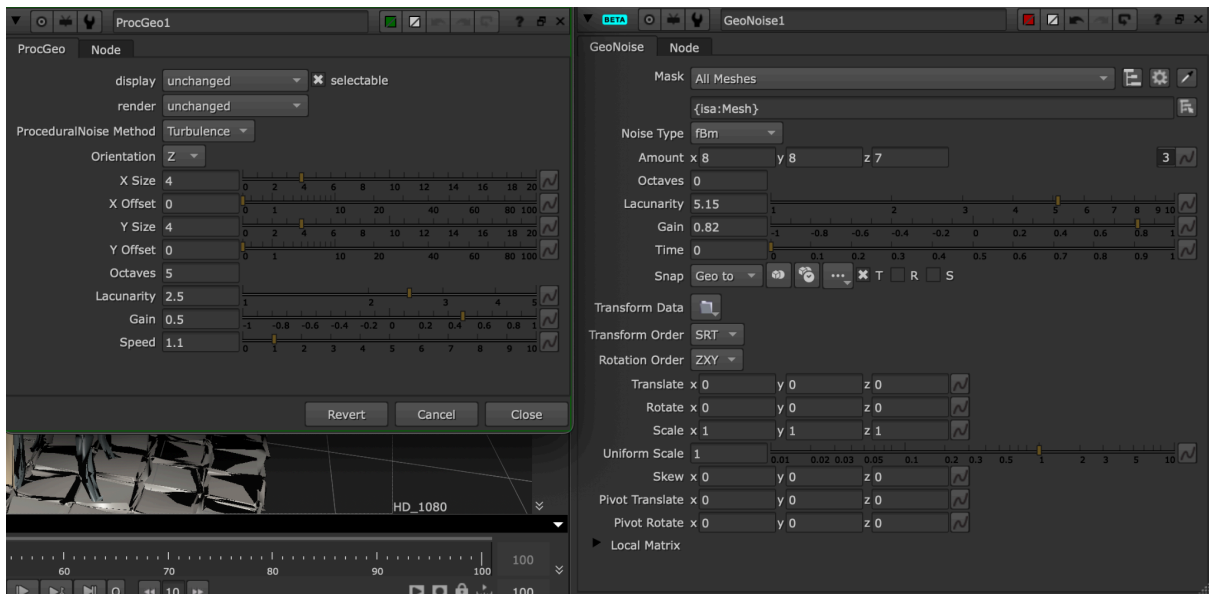 ProcGeo1
ProcGeo Node
display unchanged selectable
render unchanged
ProceduralNoise Method Turbulence
Orientation Z
X Size 4
0 2 4 6 8 10 12 14 16 18 20
X Offset 0
0 1 10 20 40 60 80 100
Y Size 4
0 2 4 6 8 10 12 14 16 18 20
Y Offset 0
0 1 10 20 40 60 80 100
Octaves 5
Lacunarity 2.5
1 2 3 4 5
Gain 0.5
-1 -0.8 -0.6 -0.4 -0.2 0 0.2 0.4 0.6 0.8 1
Speed 1.1
0 1 2 3 4 5 6 7 8 9 10
Revert Cancel Close
HD_1080
60 70 80 90 100 100
10 100
BETA GeoNoise1
GeoNoise Node
Mask All Meshes
{isa:Mesh}
Noise Type fBm
Amount x 8 y 8 z 7 3
Octaves 0
Lacunarity 5.15
1 2 3 4 5 6 7 8 9 10
Gain 0.82
-1 -0.8 -0.6 -0.4 -0.2 0 0.2 0.4 0.6 0.8 1
Time 0
0 0.1 0.2 0.3 0.4 0.5 0.6 0.7 0.8 0.9 1
Snap Geo to ... T R S
Transform Data
Transform Order SRT
Rotation Order ZXY
Translate x 0 y 0 z 0
Rotate x 0 y 0 z 0
Scale x 1 y 1 z 1
Uniform Scale 1
0.01 0.02 0.03 0.05 0.1 0.2 0.3 0.5 1 2 3 5 10
Skew x 0 y 0 z 0
Pivot Translate x 0 y 0 z 0
Pivot Rotate x 0 y 0 z 0
Local Matrix